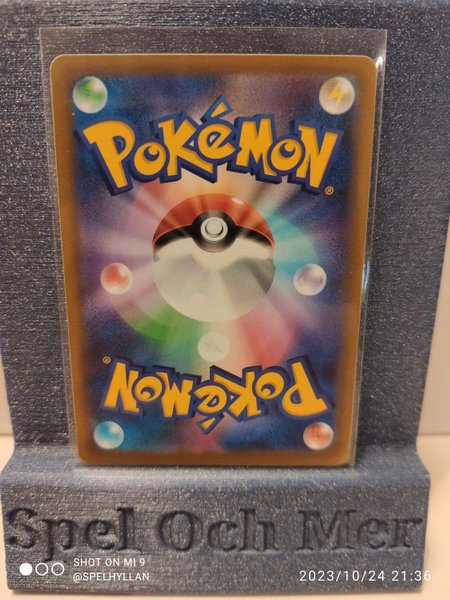 POKéMON
®
®
POKéMON
Spel Och Mer
SHOT ON MI 9
@SPELHYLLAN
2023/10/24 21:36